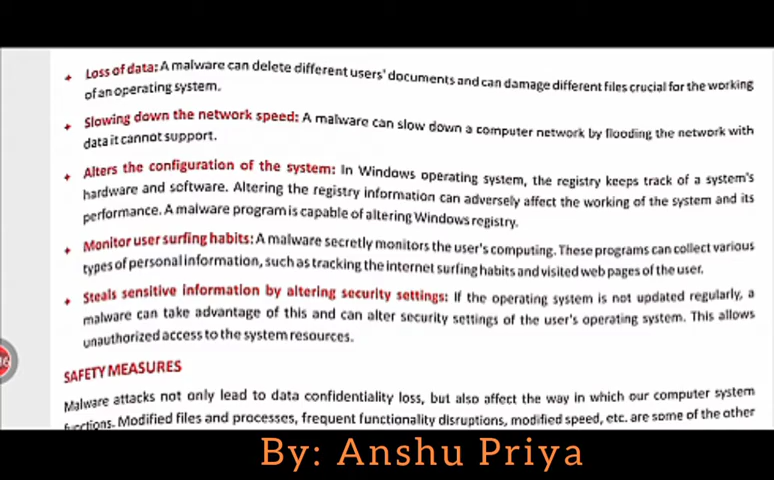 ✦ Loss of data: A malware can delete different users' documents and can damage different files crucial for the working
of an operating system.
✦ Slowing down the network speed: A malware can slow down a computer network by flooding the network with
data it cannot support.
✦ Alters the configuration of the system: In Windows operating system, the registry keeps track of a system's
hardware and software. Altering the registry information can adversely affect the working of the system and its
performance. A malware program is capable of altering Windows registry.
✦ Monitor user surfing habits: A malware secretly monitors the user's computing. These programs can collect various
types of personal information, such as tracking the internet surfing habits and visited web pages of the user.
✦ Steals sensitive information by altering security settings: If the operating system is not updated regularly, a
malware can take advantage of this and can alter security settings of the user's operating system. This allows
unauthorized access to the system resources.
SAFETY MEASURES
Malware attacks not only lead to data confidentiality loss, but also affect the way in which our computer system
functions. Modified files and processes, frequent functionality disruptions, modified speed, etc. are some of the other
By: Anshu Priya